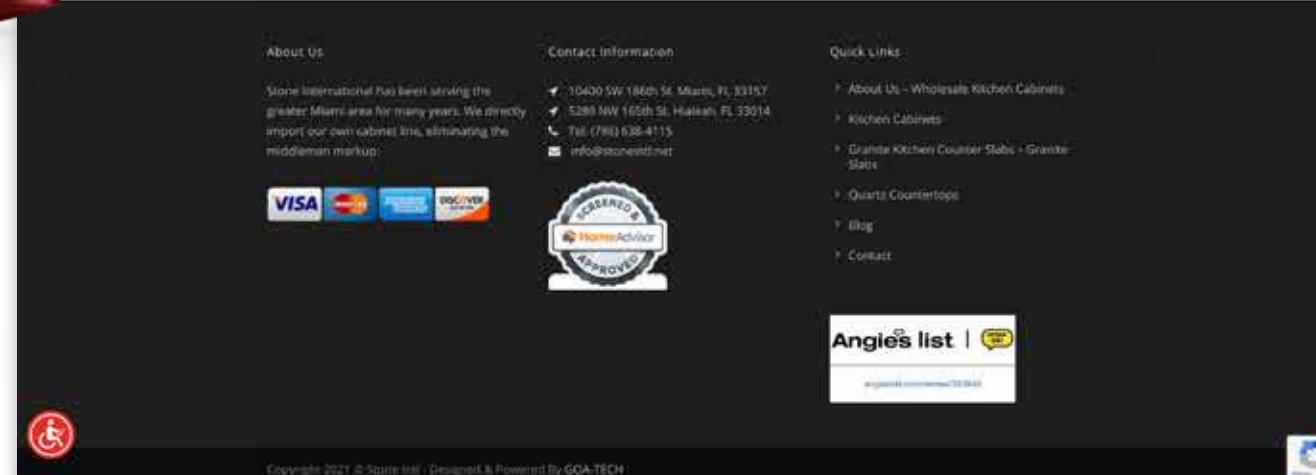 About Us
Stone International has been serving the
greater Miami area for many years. We directly
import our own cabinet line, eliminating the
middleman markup.
VISA
DISCOVER
Contact Information
10400 SW 186th St. Miami, FL 33157
5280 NW 165th St. Hialeah, FL 33014
Tel: (786) 638-4115
SCREENED &
HomeAdvisor
APPROVED
Quick Links
About Us – Wholesale Kitchen Cabinets
Kitchen Cabinets
Granite Kitchen Counter Slabs – Granite
Slabs
Quartz Countertops
Blog
Contact
Angie's list
Copyright 2021 © Stone Intl - Designed & Powered By GOA-TECH